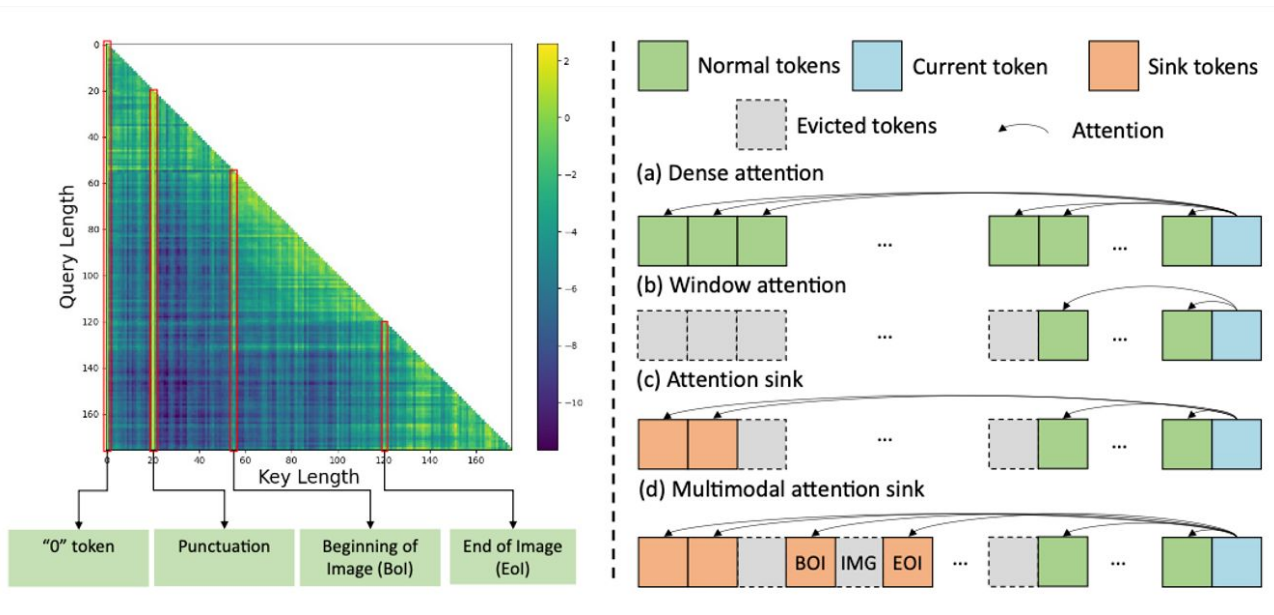 0
20
40
60
80
100
120
140
160
Query Length
0
20
40
60
80
100
120
140
160
Key Length
2
0
−2
−4
−6
−8
−10
“0” token
Punctuation
Beginning of
Image (BoI)
End of Image
(EoI)
Normal tokens
Current token
Sink tokens
Evicted tokens
Attention
(a) Dense attention
...
...
(b) Window attention
...
...
(c) Attention sink
...
...
(d) Multimodal attention sink
BOI
IMG
EOI
...
...